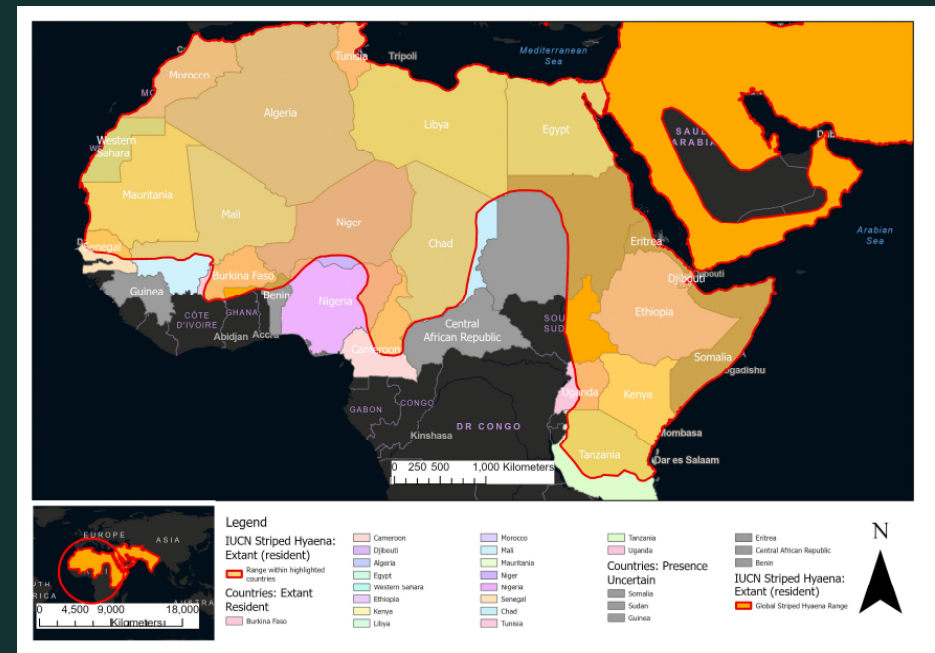 Mediterranean
Sea
Tripoli
Tunisia
Morocco
Algeria
Libya
Egypt
Western
Sahara
SAUDI
ARABIA
Mauritania
Mali
Niger
Chad
Arabian
Sea
Eritrea
Senegal
Burkina Faso
Djibouti
Guinea
Benin
Nigeria
Ethiopia
CÔTE
D'IVOIRE
GHANA
Abidjan
Accra
Central
African Republic
Cameroon
Somalia
Uganda
Kenya
GABON
CONGO
DR CONGO
Kinshasa
Mombasa
Tanzania
Dar es Salaam
0 250 500 1,000 Kilometers
EUROPE
ASIA
0 4,500 9,000 18,000
Kilometers
Legend
IUCN Striped Hyaena:
Extant (resident)
Range within highlighted
countries
Countries: Extant
Resident
Burkina Faso
Cameroon
Djibouti
Algeria
Egypt
Western Sahara
Ethiopia
Kenya
Libya
Morocco
Mali
Mauritania
Niger
Nigeria
Senegal
Chad
Tunisia
Tanzania
Uganda
Countries: Presence
Uncertain
Somalia
Sudan
Guinea
Eritrea
Central African Republic
Benin
IUCN Striped Hyaena:
Extant (resident)
Global Striped Hyaena Range
N